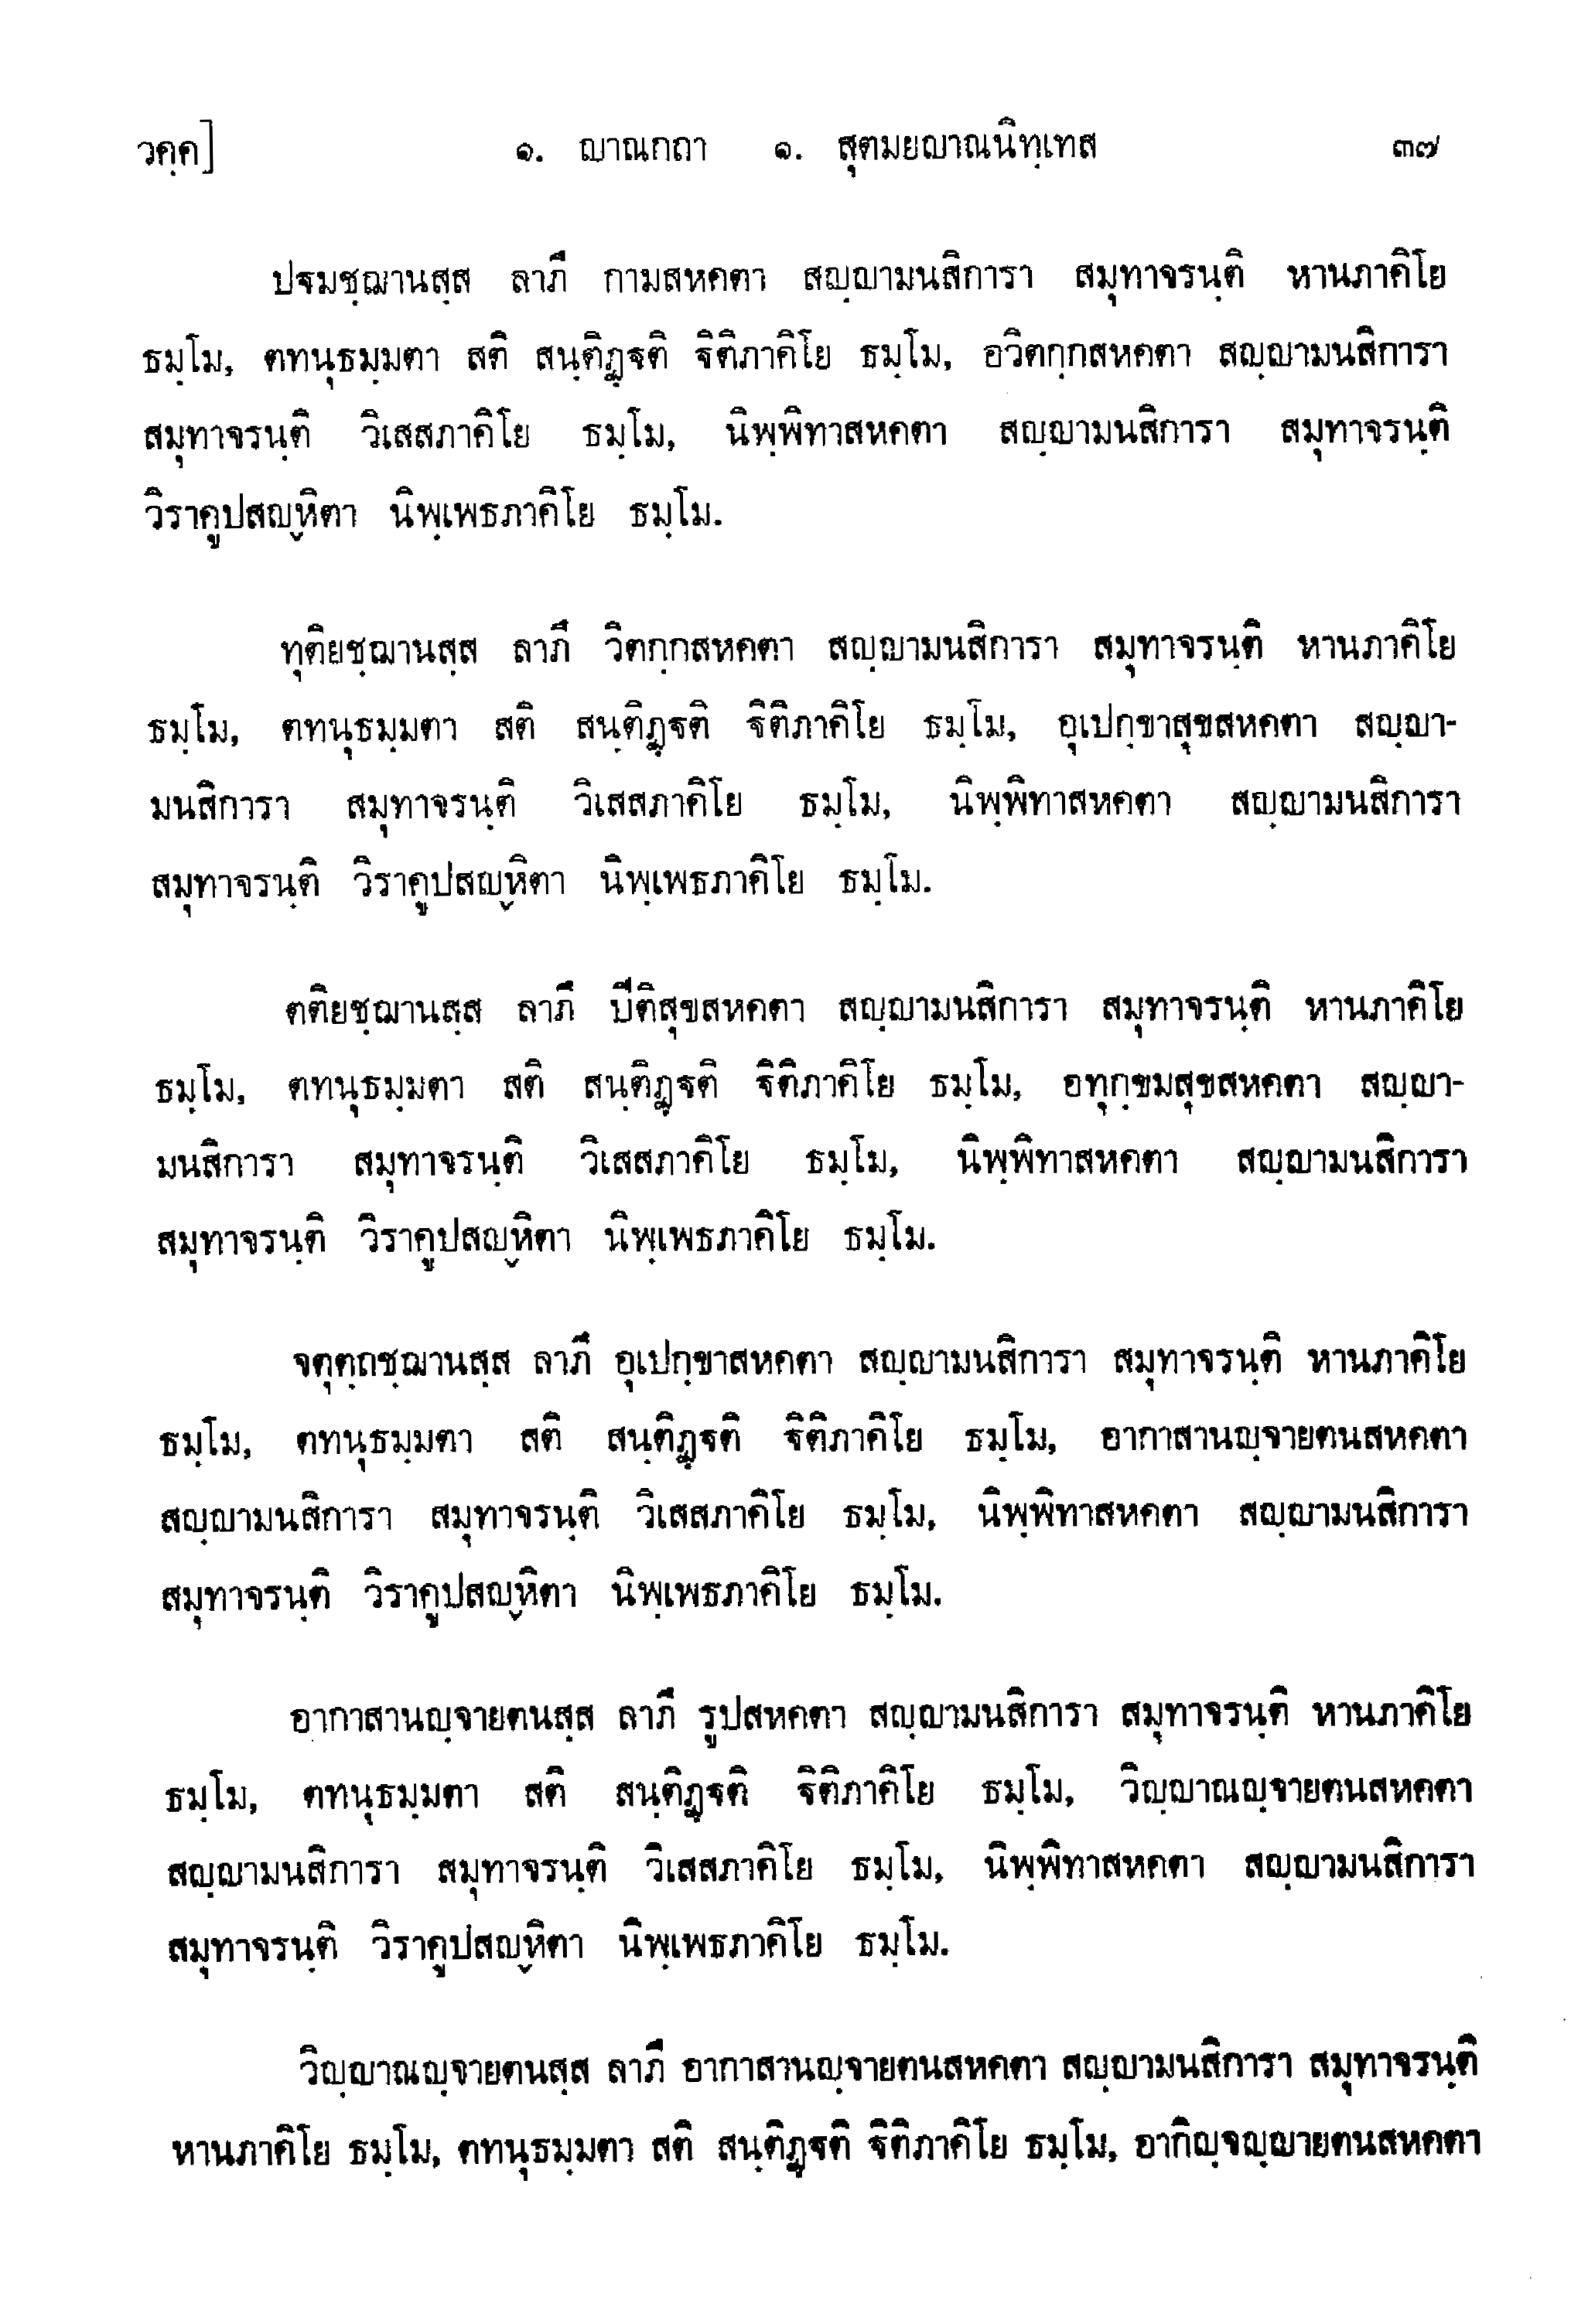 วคฺค]	๑. ญาณกถา ๑. สุตมยญาณนิทฺเทส	๓๗
ปฐมชฺฌานสฺส ลาภึ กามสหคตา สญฺญามนสิการา สมุทาจรนฺติ หานภาคิโย
ธมฺโม, ตทนุธมฺมตา สติ สนฺติฏฺฐติ ฐิติภาคิโย ธมฺโม, อวิตกฺกสหคตา สญฺญามนสิการา
สมุทาจรนฺติ วิเสสภาคิโย ธมฺโม, นิพฺพิทาสหคตา สญฺญามนสิการา สมุทาจรนฺติ
วิราคูปสญฺหิตา นิพฺเพธภาคิโย ธมฺโม.
ทุติยชฺฌานสฺส ลาภึ วิตกฺกสหคตา สญฺญามนสิการา สมุทาจรนฺติ หานภาคิโย
ธมฺโม, ตทนุธมฺมตา สติ สนฺติฏฺฐติ ฐิติภาคิโย ธมฺโม, อุเปกฺขาสุขสหคตา สญฺญา-
มนสิการา สมุทาจรนฺติ วิเสสภาคิโย ธมฺโม, นิพฺพิทาสหคตา สญฺญามนสิการา
สมุทาจรนฺติ วิราคูปสญฺหิตา นิพฺเพธภาคิโย ธมฺโม.
ตติยชฺฌานสฺส ลาภึ ปีติสุขสหคตา สญฺญามนสิการา สมุทาจรนฺติ หานภาคิโย
ธมฺโม, ตทนุธมฺมตา สติ สนฺติฏฺฐติ ฐิติภาคิโย ธมฺโม, อทุกฺขมสุขสหคตา สญฺญา-
มนสิการา สมุทาจรนฺติ วิเสสภาคิโย ธมฺโม, นิพฺพิทาสหคตา สญฺญามนสิการา
สมุทาจรนฺติ วิราคูปสญฺหิตา นิพฺเพธภาคิโย ธมฺโม.
จตุตฺถชฺฌานสฺส ลาภึ อุเปกฺขาสหคตา สญฺญามนสิการา สมุทาจรนฺติ หานภาคิโย
ธมฺโม, ตทนุธมฺมตา สติ สนฺติฏฺฐติ ฐิติภาคิโย ธมฺโม, อากาสานญฺจายตนสหคตา
สญฺญามนสิการา สมุทาจรนฺติ วิเสสภาคิโย ธมฺโม, นิพฺพิทาสหคตา สญฺญามนสิการา
สมุทาจรนฺติ วิราคูปสญฺหิตา นิพฺเพธภาคิโย ธมฺโม.
อากาสานญฺจายตนสฺส ลาภึ รูปสหคตา สญฺญามนสิการา สมุทาจรนฺติ หานภาคิโย
ธมฺโม, ตทนุธมฺมตา สติ สนฺติฏฺฐติ ฐิติภาคิโย ธมฺโม, วิญฺญาณญฺจายตนสหคตา
สญฺญามนสิการา สมุทาจรนฺติ วิเสสภาคิโย ธมฺโม, นิพฺพิทาสหคตา สญฺญามนสิการา
สมุทาจรนฺติ วิราคูปสญฺหิตา นิพฺเพธภาคิโย ธมฺโม.
วิญฺญาณญฺจายตนสฺส ลาภึ อากาสานญฺจายตนสหคตา สญฺญามนสิการา สมุทาจรนฺติ
หานภาคิโย ธมฺโม, ตทนุธมฺมตา สติ สนฺติฏฺฐติ ฐิติภาคิโย ธมฺโม, อากิญฺจญฺญายตนสหคตา